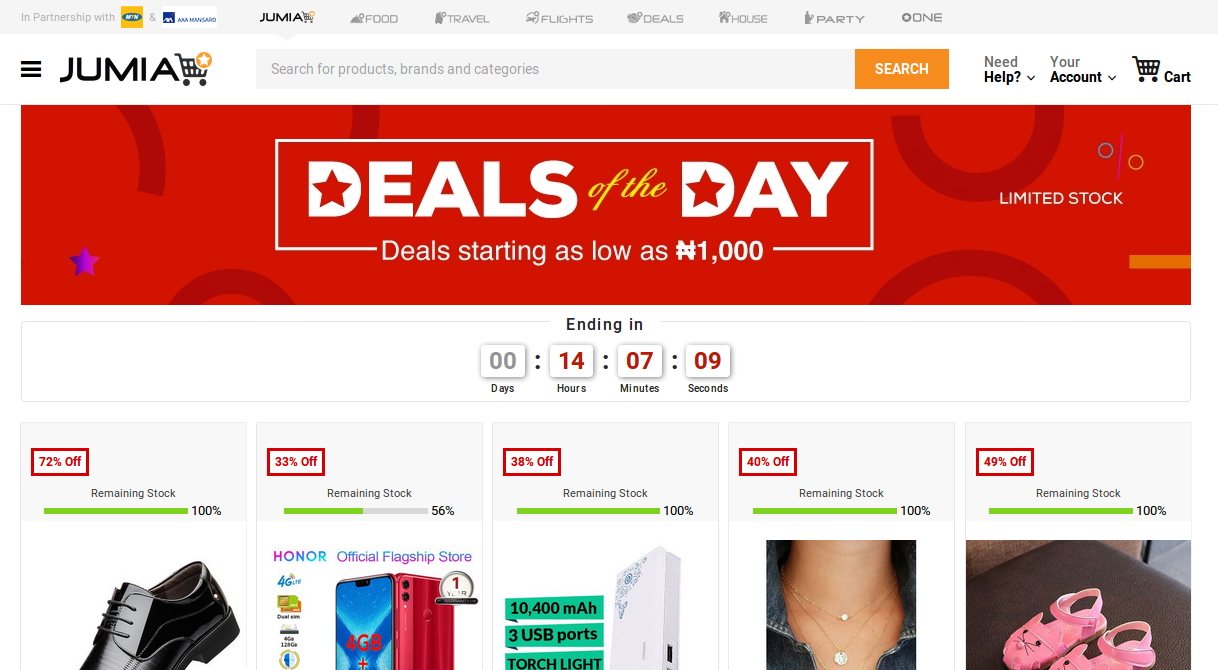 In Partnership with MTN & AXA MANSARD
JUMIA FOOD TRAVEL FLIGHTS DEALS HOUSE PARTY ONE
JUMIA
Search for products, brands and categories
SEARCH
Need Help?
Your Account
Cart
DEALS of the DAY
LIMITED STOCK
Deals starting as low as ₦1,000
Ending in
00 : 14 : 07 : 09
Days Hours Minutes Seconds
72% Off
Remaining Stock
100%
33% Off
Remaining Stock
56%
HONOR Official Flagship Store
4G LTE
1 YEAR
WARRANTY
Dual sim
4Gb
128Gb
4GB
+
38% Off
Remaining Stock
100%
10,400 mAh
3 USB ports
TORCH LIGHT
40% Off
Remaining Stock
100%
49% Off
Remaining Stock
100%